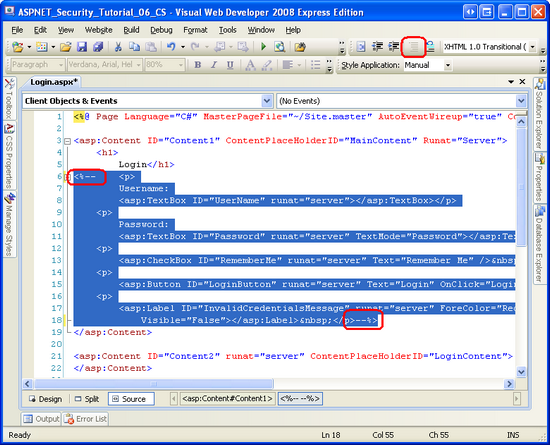 ASPNET_Security_Tutorial_06_CS - Visual Web Developer 2008 Express Edition
File Edit View Website Build Debug Tools Window Help
XHTML 1.0 Transitional (
Paragraph Verdana, Arial, Hel 80% B Style Application: Manual
Login.aspx*
Client Objects & Events (No Events)
1 <%@ Page Language="C#" MasterPageFile="~/Site.master" AutoEventWireup="true" Co
2
3 <asp:Content ID="Content1" ContentPlaceHolderID="MainContent" Runat="Server">
4 <h1>
5 Login</h1>
6 <%-- <p>
7 Username:
8 <asp:TextBox ID="UserName" runat="server"></asp:TextBox></p>
9 <p>
10 Password:
11 <asp:TextBox ID="Password" runat="server" TextMode="Password"></asp:Tex
12 <p>
13 <asp:CheckBox ID="RememberMe" runat="server" Text="Remember Me" />&nbsp
14 <p>
15 <asp:Button ID="LoginButton" runat="server" Text="Login" OnClick="Login
16 <p>
17 <asp:Label ID="InvalidCredentialsMessage" runat="server" ForeColor="Red
18 Visible="False"></asp:Label>&nbsp;</p>--%>
19 </asp:Content>
20
21 <asp:Content ID="Content2" runat="server" ContentPlaceHolderID="LoginContent">
22 </asp:Content>
Toolbox
CSS Properties
Manage Styles
Solution Explorer
Properties
Database Explorer
Design Split Source <asp:Content#Content1> <%-- --%>
Output Error List
Ready Ln 18 Col 55 Ch 55 INS